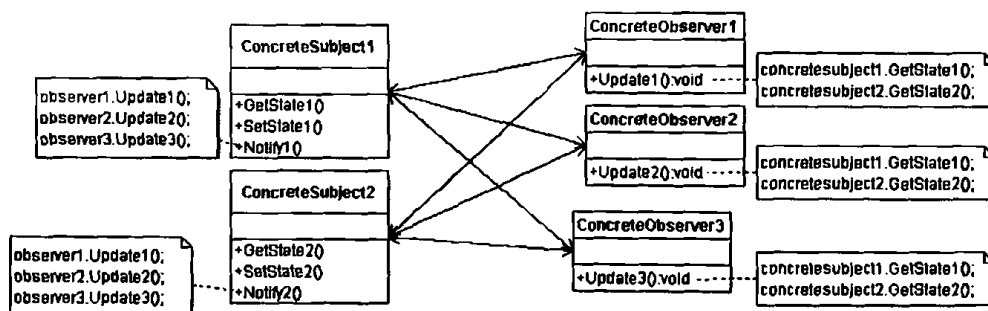 ConcreteSubject1
+GetState1()
+SetState1()
+Notify1()
observer1.Update1();
observer2.Update2();
observer3.Update3();
ConcreteSubject2
+GetState2()
+SetState2()
+Notify2()
observer1.Update1();
observer2.Update2();
observer3.Update3();
ConcreteObserver1
+Update1():void
concretesubject1.GetState1();
concretesubject2.GetState2();
ConcreteObserver2
+Update2():void
concretesubject1.GetState1();
concretesubject2.GetState2();
ConcreteObserver3
+Update3():void
concretesubject1.GetState1();
concretesubject2.GetState2();